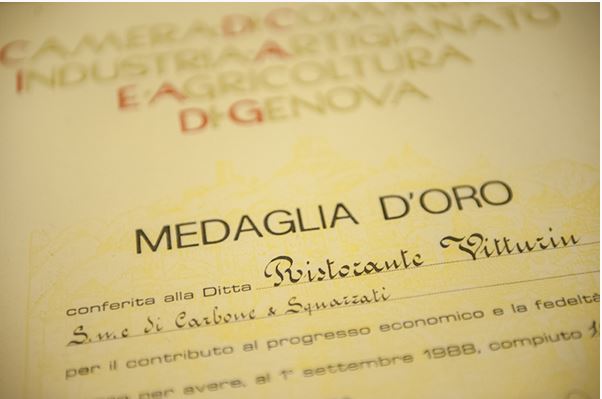 CAMERA DI COMMERCIO
INDUSTRIA ARTIGIANATO
E AGRICOLTURA
DI GENOVA
MEDAGLIA D'ORO
conferita alla Ditta Ristorante Vitturin
S.n.c di Carbone & Squarzati
per il contributo al progresso economico e la fedeltà
per avere, al 1° settembre 1988, compiuto